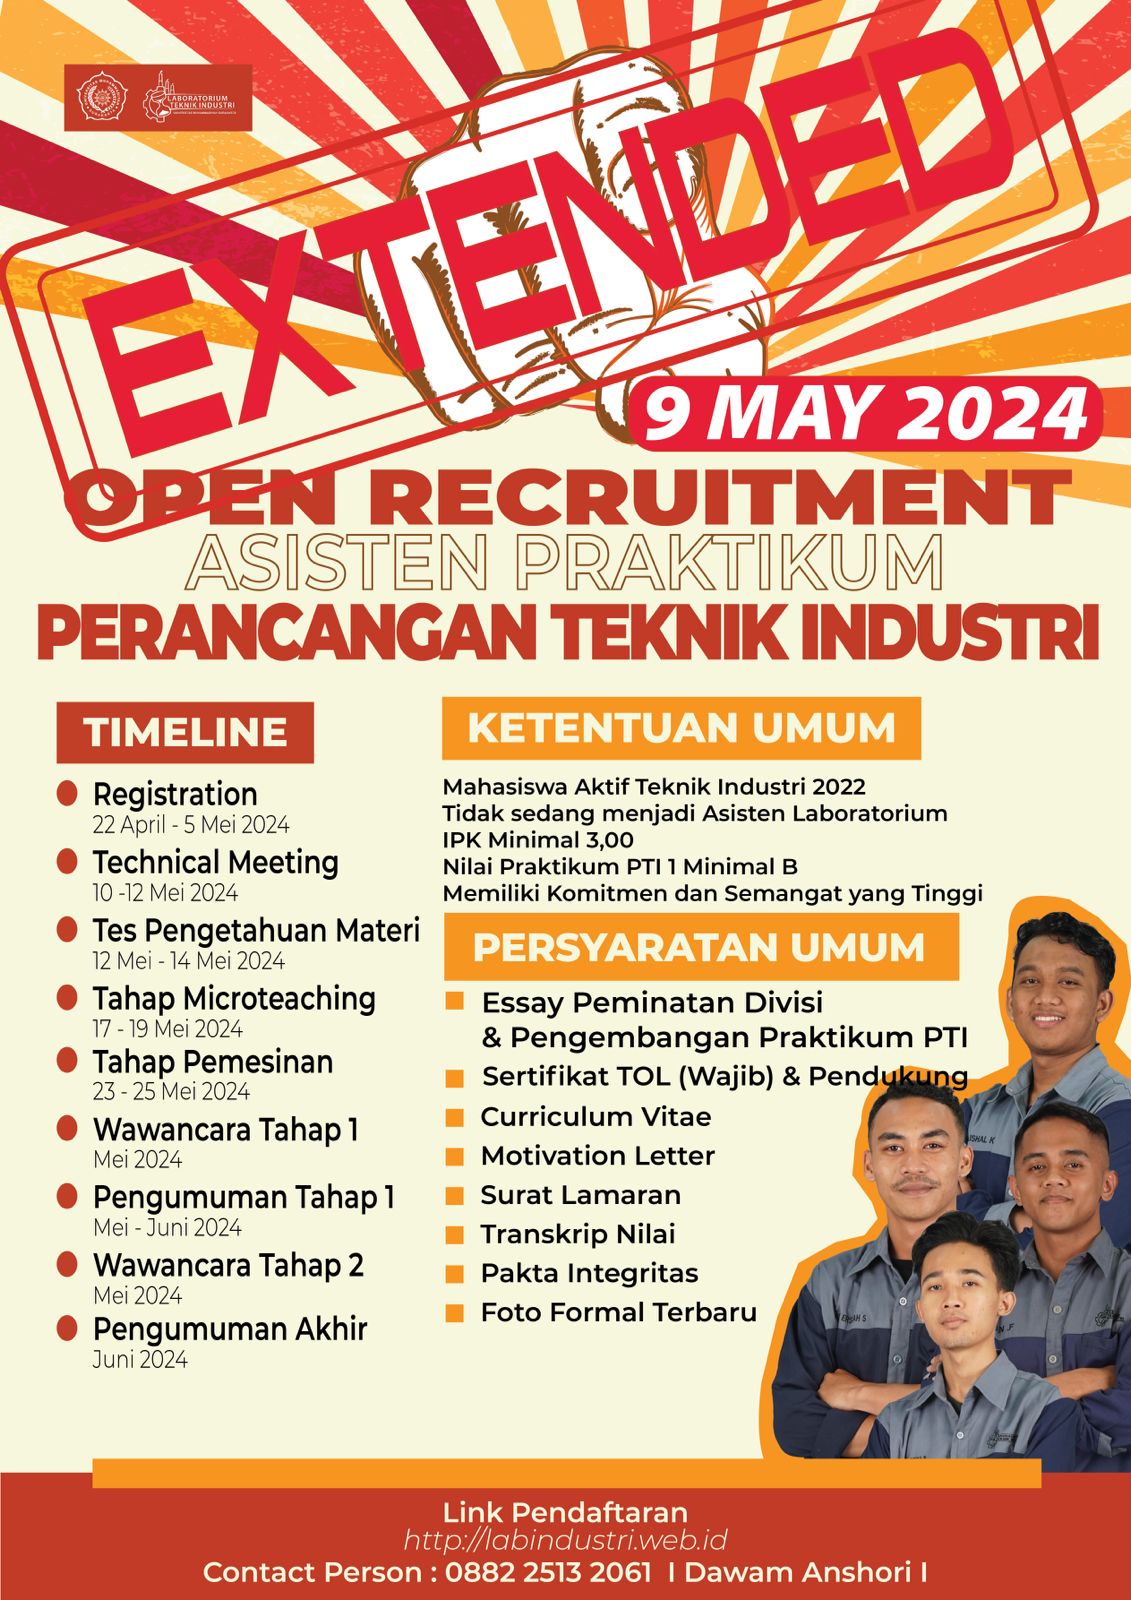 LABORATORIUM
TEKNIK INDUSTRI
EXTENDED
9 MAY 2024
OPEN RECRUITMENT
ASISTEN PRAKTIKUM
PERANCANGAN TEKNIK INDUSTRI
TIMELINE
Registration
22 April - 5 Mei 2024
Technical Meeting
10 -12 Mei 2024
Tes Pengetahuan Materi
12 Mei - 14 Mei 2024
Tahap Microteaching
17 - 19 Mei 2024
Tahap Pemesinan
23 - 25 Mei 2024
Wawancara Tahap 1
Mei 2024
Pengumuman Tahap 1
Mei - Juni 2024
Wawancara Tahap 2
Mei 2024
Pengumuman Akhir
Juni 2024
KETENTUAN UMUM
Mahasiswa Aktif Teknik Industri 2022
Tidak sedang menjadi Asisten Laboratorium
IPK Minimal 3,00
Nilai Praktikum PTI 1 Minimal B
Memiliki Komitmen dan Semangat yang Tinggi
PERSYARATAN UMUM
Essay Peminatan Divisi
& Pengembangan Praktikum PTI
Sertifikat TOL (Wajib) & Pendukung
Curriculum Vitae
Motivation Letter
Surat Lamaran
Transkrip Nilai
Pakta Integritas
Foto Formal Terbaru
Link Pendaftaran
http://labindustri.web.id
Contact Person : 0882 2513 2061 I Dawam Anshori I